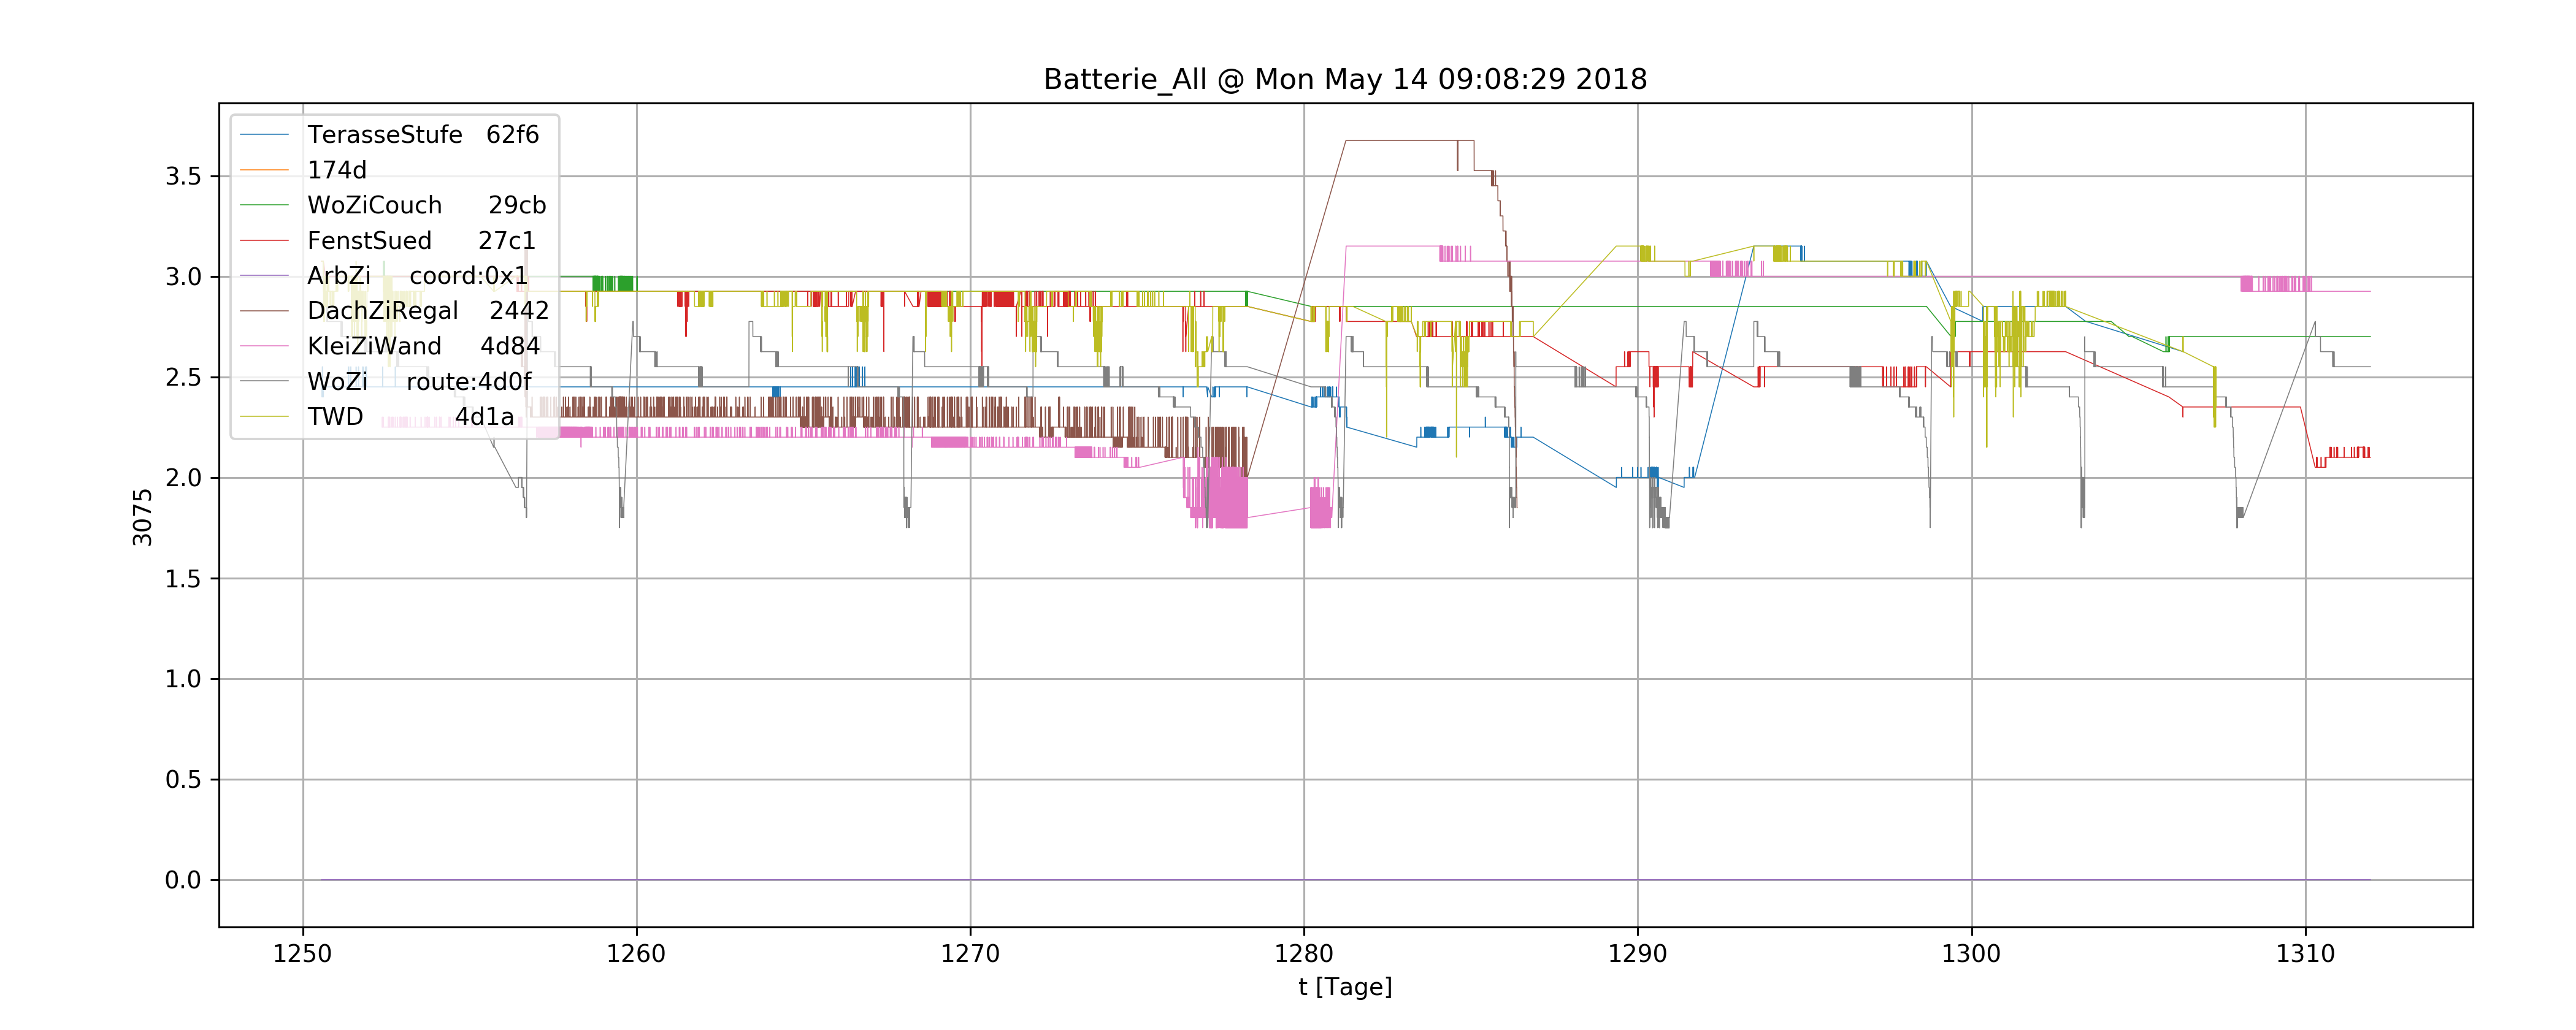 Batterie_All @ Mon May 14 09:08:29 2018
TerasseStufe 62f6
174d
WoZiCouch 29cb
FenstSued 27c1
ArbZi coord:0x1
DachZiRegal 2442
KleiZiWand 4d84
WoZi route:4d0f
TWD 4d1a
3.5
3.0
2.5
2.0
1.5
1.0
0.5
0.0
3075
1250 1260 1270 1280 1290 1300 1310
t [Tage]